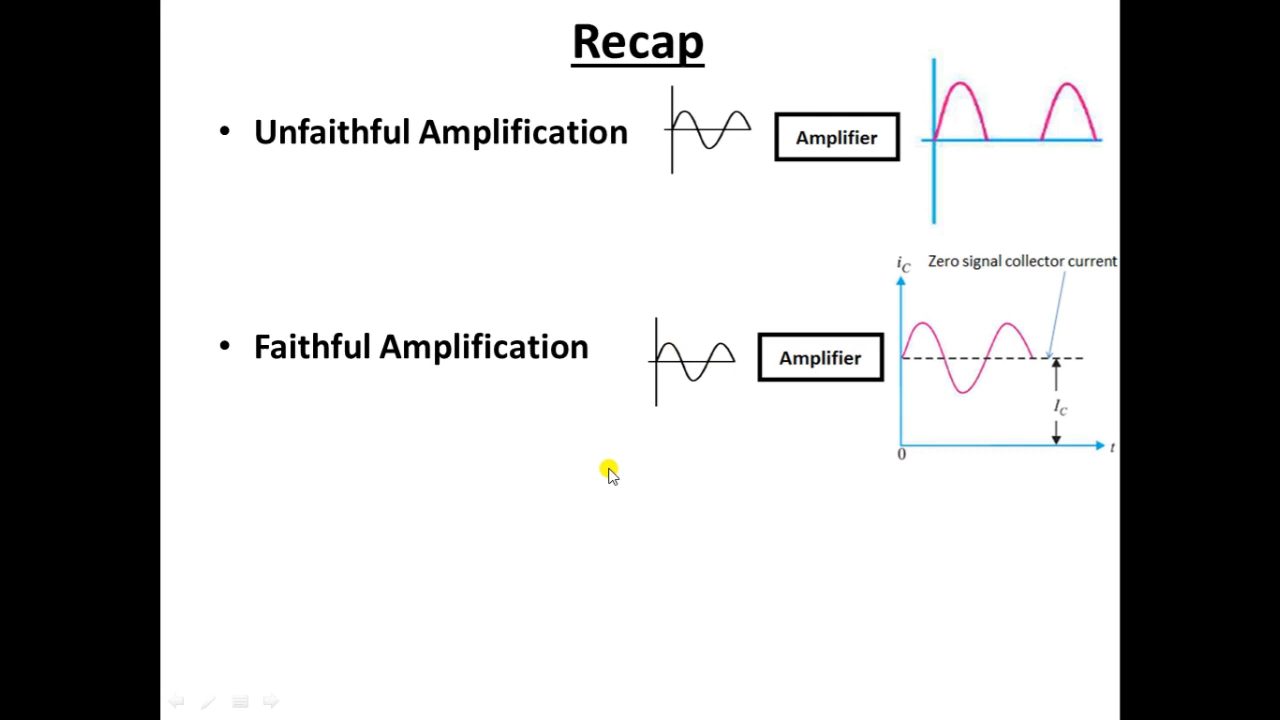 Recap
• Unfaithful Amplification
Amplifier
iC Zero signal collector current
• Faithful Amplification
Amplifier
IC
0
t